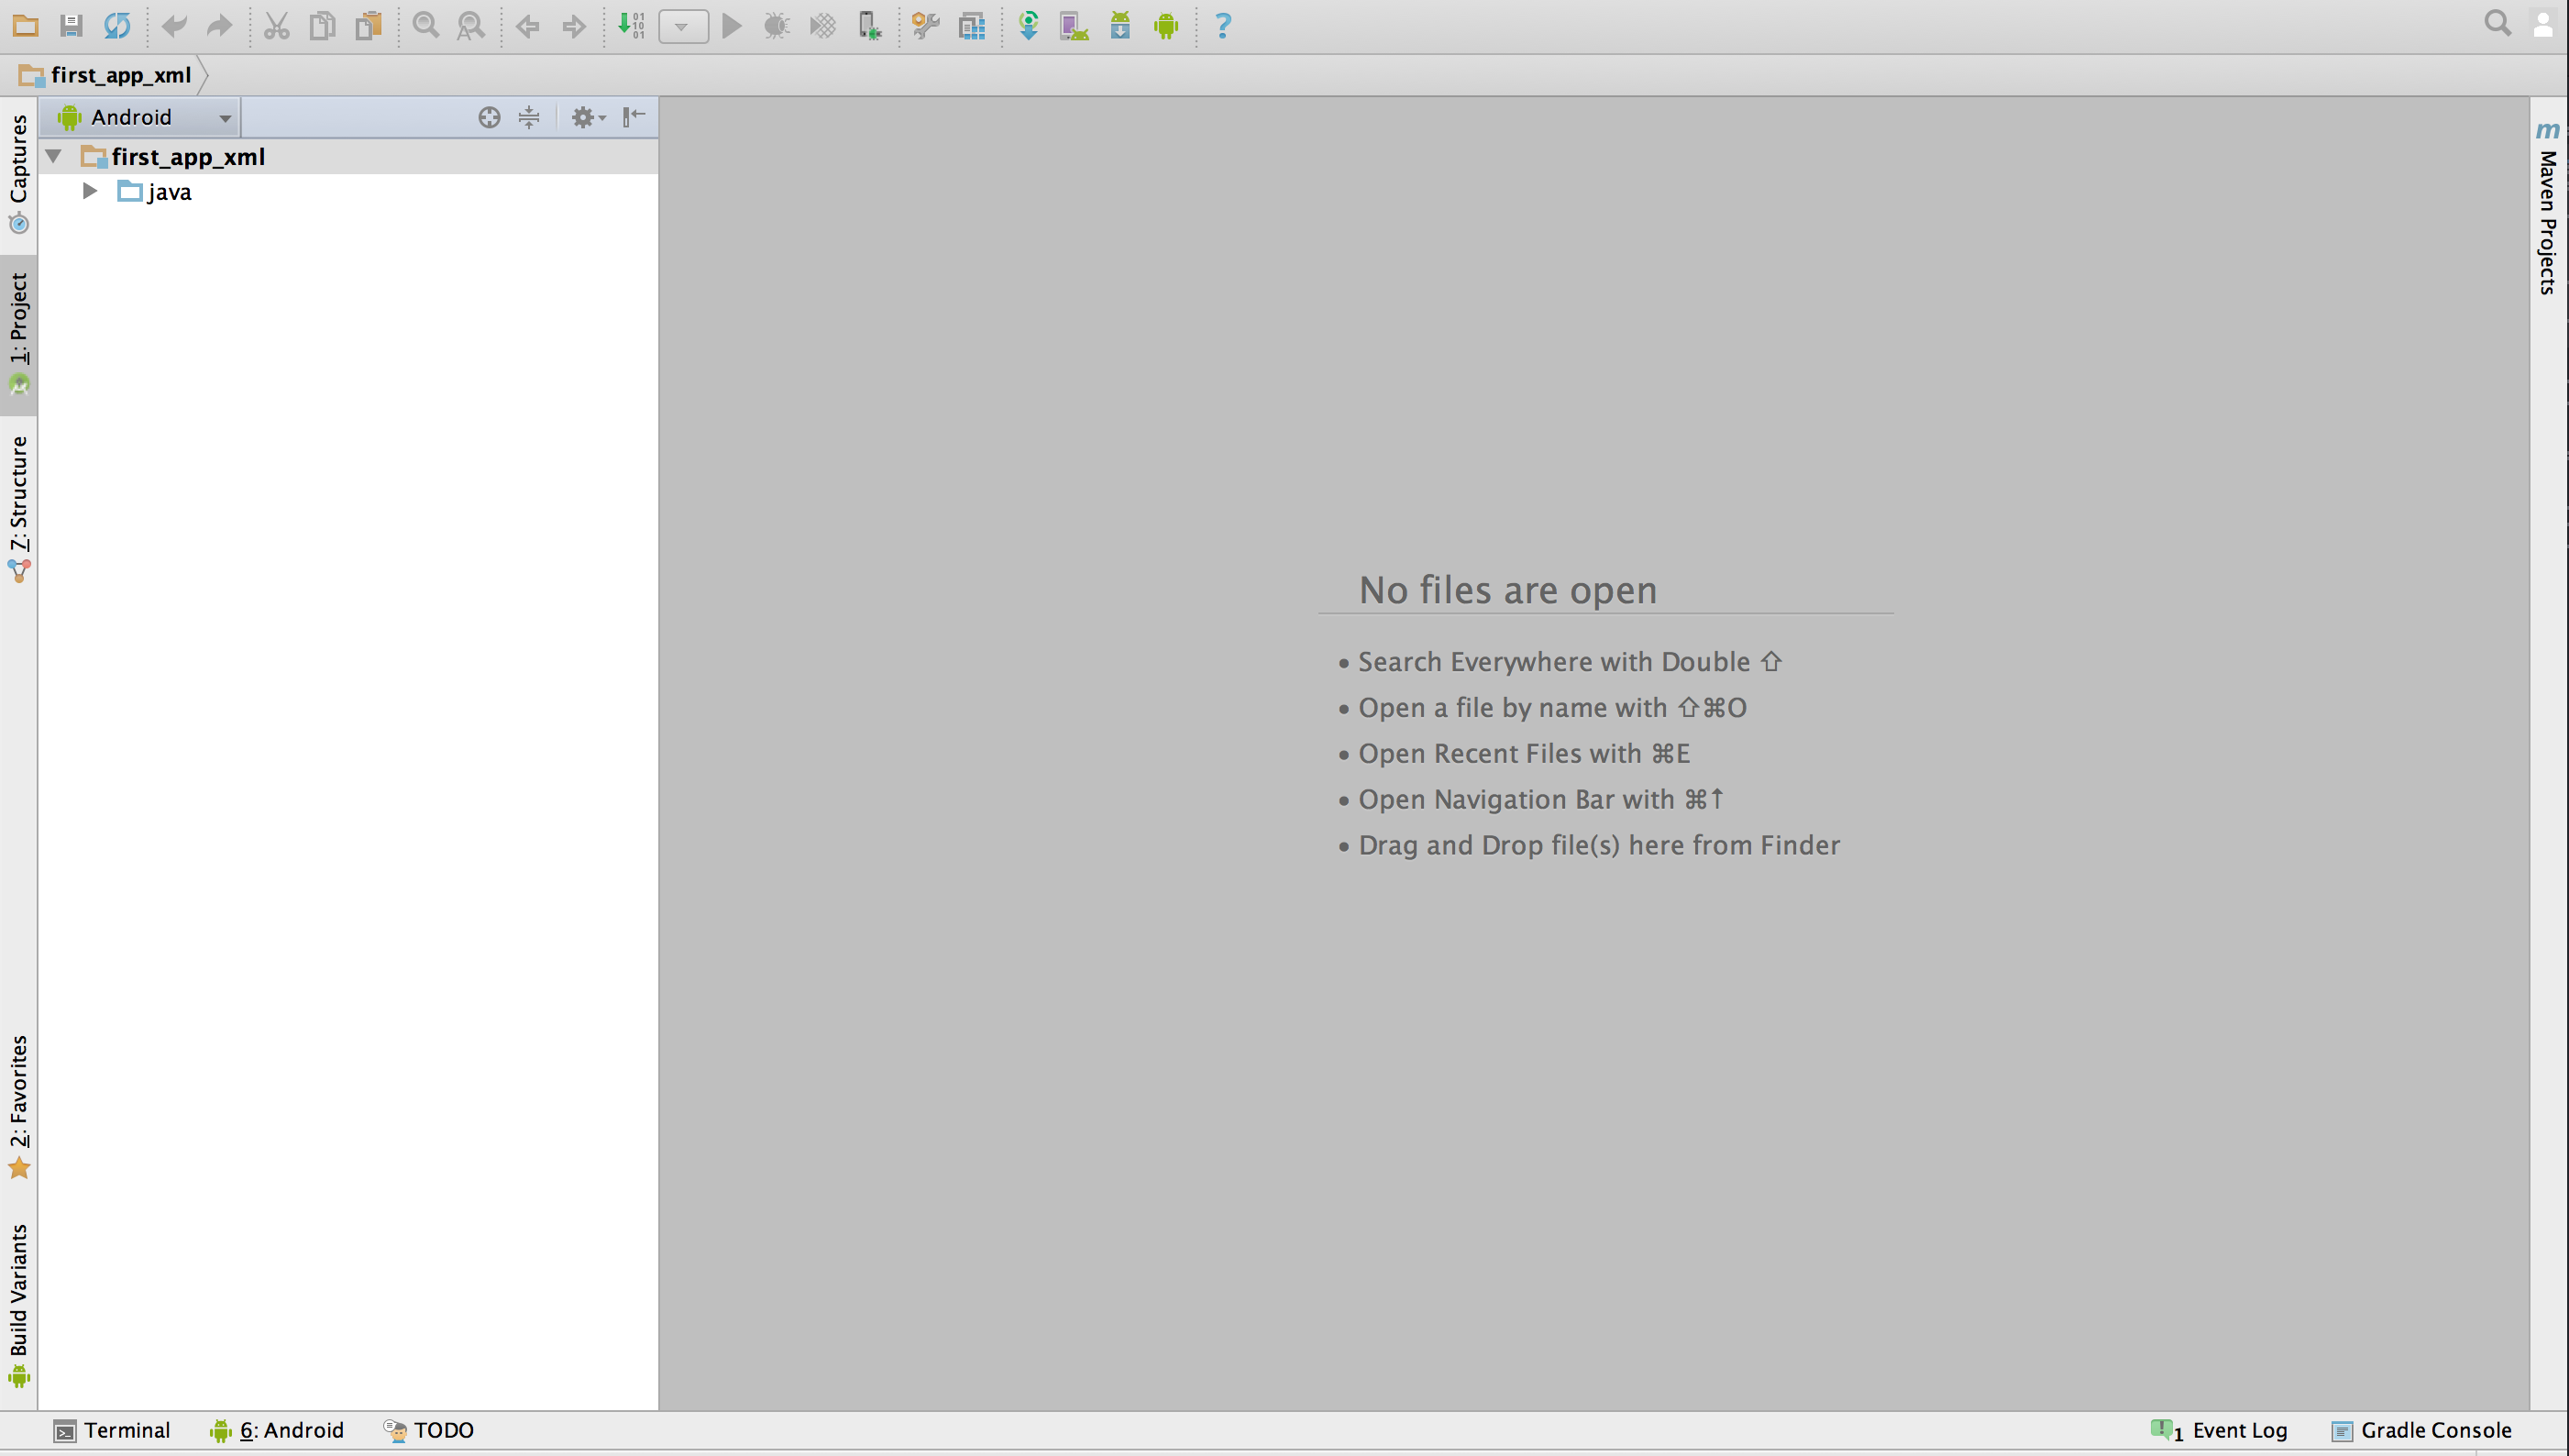 first_app_xml
Android
first_app_xml
java
Captures
1: Project
7: Structure
2: Favorites
Build Variants
No files are open
• Search Everywhere with Double ⇧
• Open a file by name with ⇧⌘O
• Open Recent Files with ⌘E
• Open Navigation Bar with ⌘↑
• Drag and Drop file(s) here from Finder
m
Maven Projects
Terminal
6: Android
TODO
1 Event Log
Gradle Console